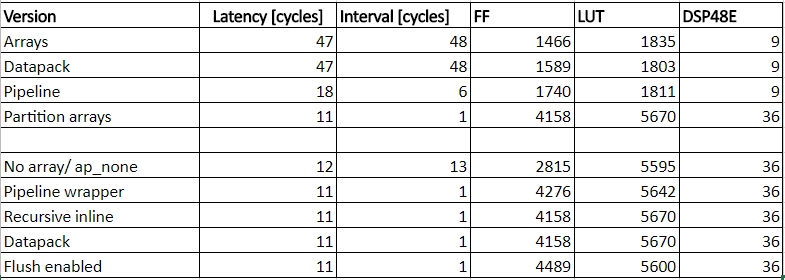 Version Latency [cycles] Interval [cycles] FF LUT DSP48E
Arrays 47 48 1466 1835 9
Datapack 47 48 1589 1803 9
Pipeline 18 6 1740 1811 9
Partition arrays 11 1 4158 5670 36
No array/ ap_none 12 13 2815 5595 36
Pipeline wrapper 11 1 4276 5642 36
Recursive inline 11 1 4158 5670 36
Datapack 11 1 4158 5670 36
Flush enabled 11 1 4489 5600 36